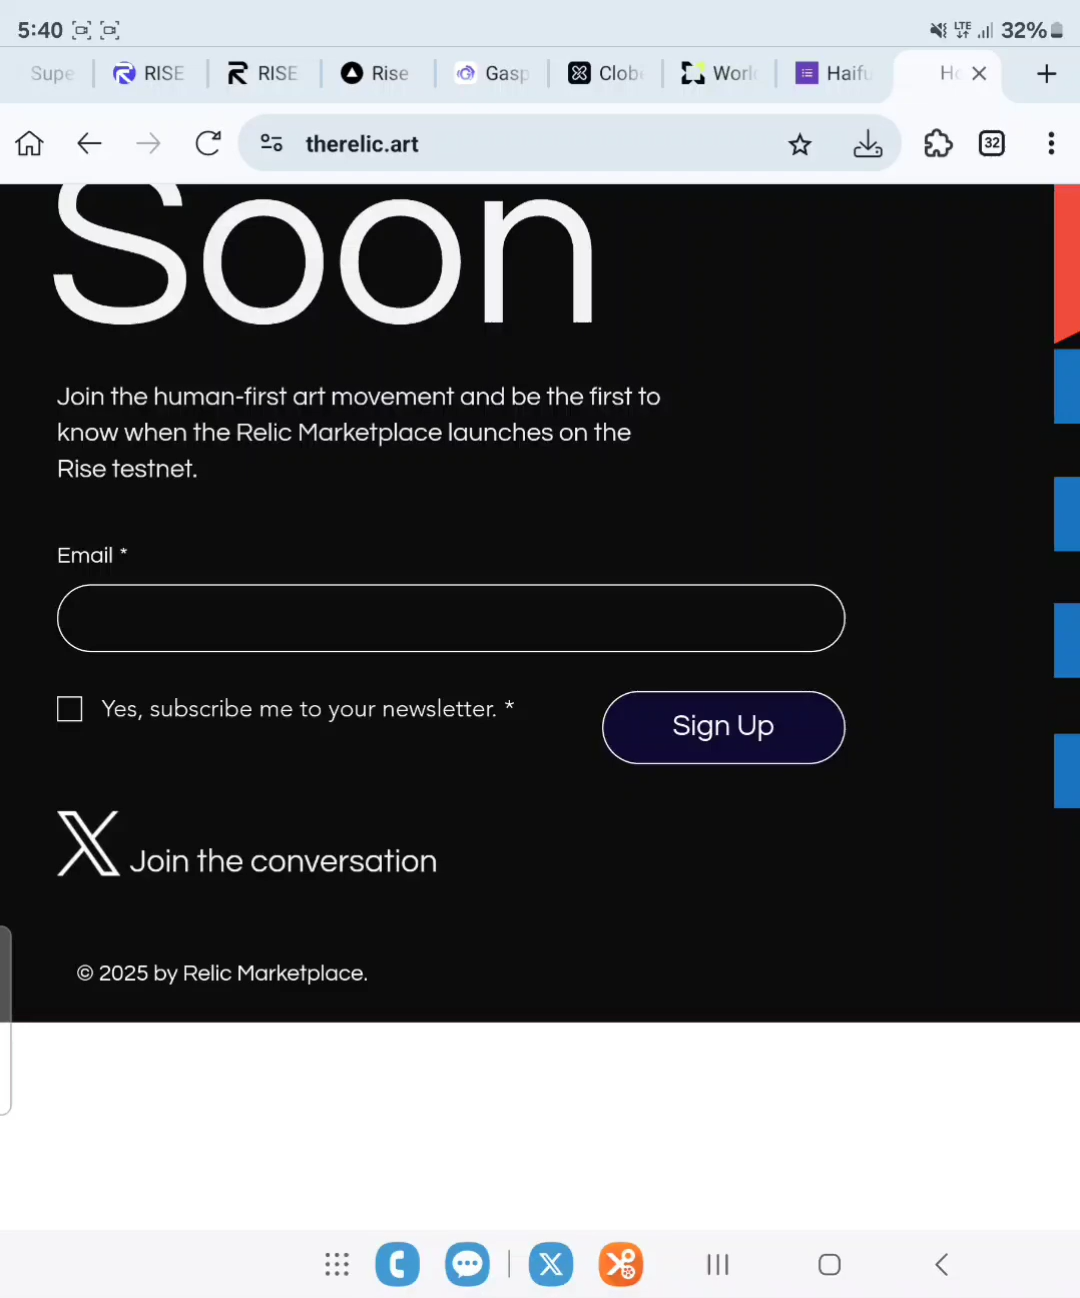 5:40 LTE 32%
Supe RISE RISE Rise Gasp Clob Worl Haifu Ho
therelic.art 32
Soon
Join the human-first art movement and be the first to
know when the Relic Marketplace launches on the
Rise testnet.
Email *
Yes, subscribe me to your newsletter. *
Sign Up
X Join the conversation
© 2025 by Relic Marketplace.